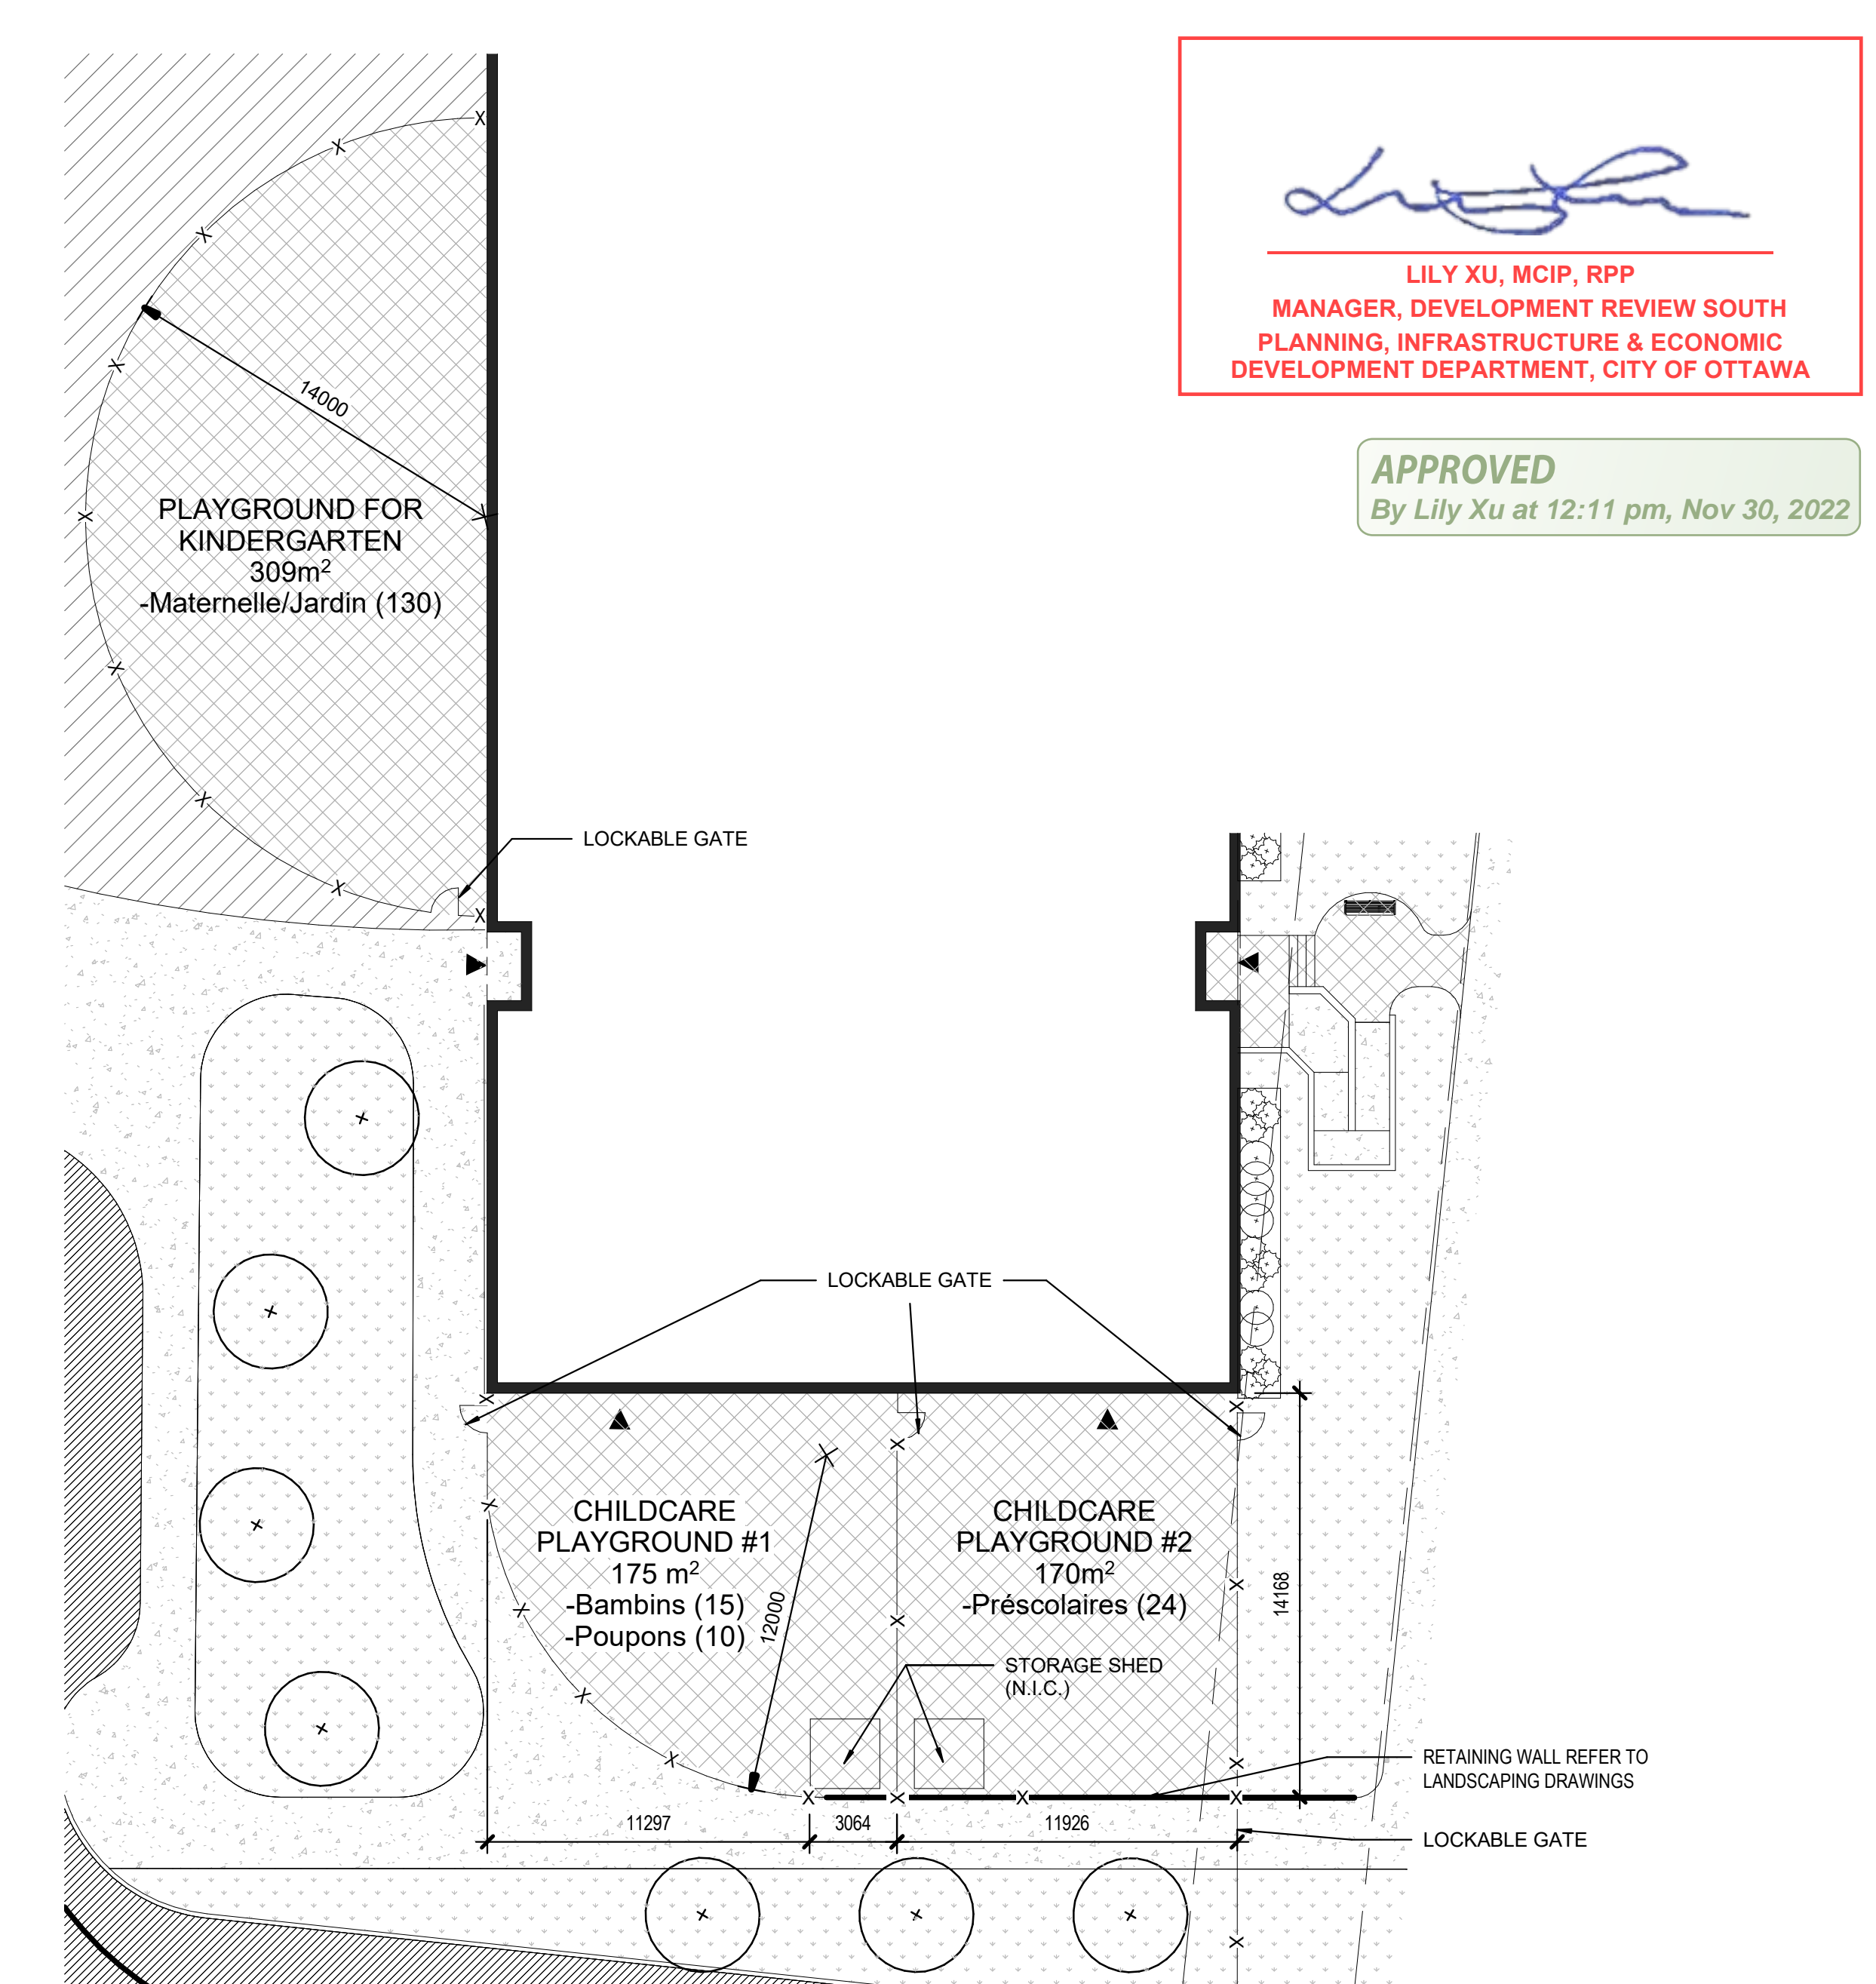 LILY XU, MCIP, RPP
MANAGER, DEVELOPMENT REVIEW SOUTH
PLANNING, INFRASTRUCTURE & ECONOMIC
DEVELOPMENT DEPARTMENT, CITY OF OTTAWA
APPROVED
By Lily Xu at 12:11 pm, Nov 30, 2022
14000
PLAYGROUND FOR
KINDERGARTEN
309m²
-Maternelle/Jardin (130)
LOCKABLE GATE
LOCKABLE GATE
CHILDCARE
PLAYGROUND #1
175 m²
-Bambins (15)
-Poupons (10)
12000
CHILDCARE
PLAYGROUND #2
170m²
-Préscolaires (24)
14168
STORAGE SHED
(N.I.C.)
RETAINING WALL REFER TO
LANDSCAPING DRAWINGS
11297
3064
11926
LOCKABLE GATE